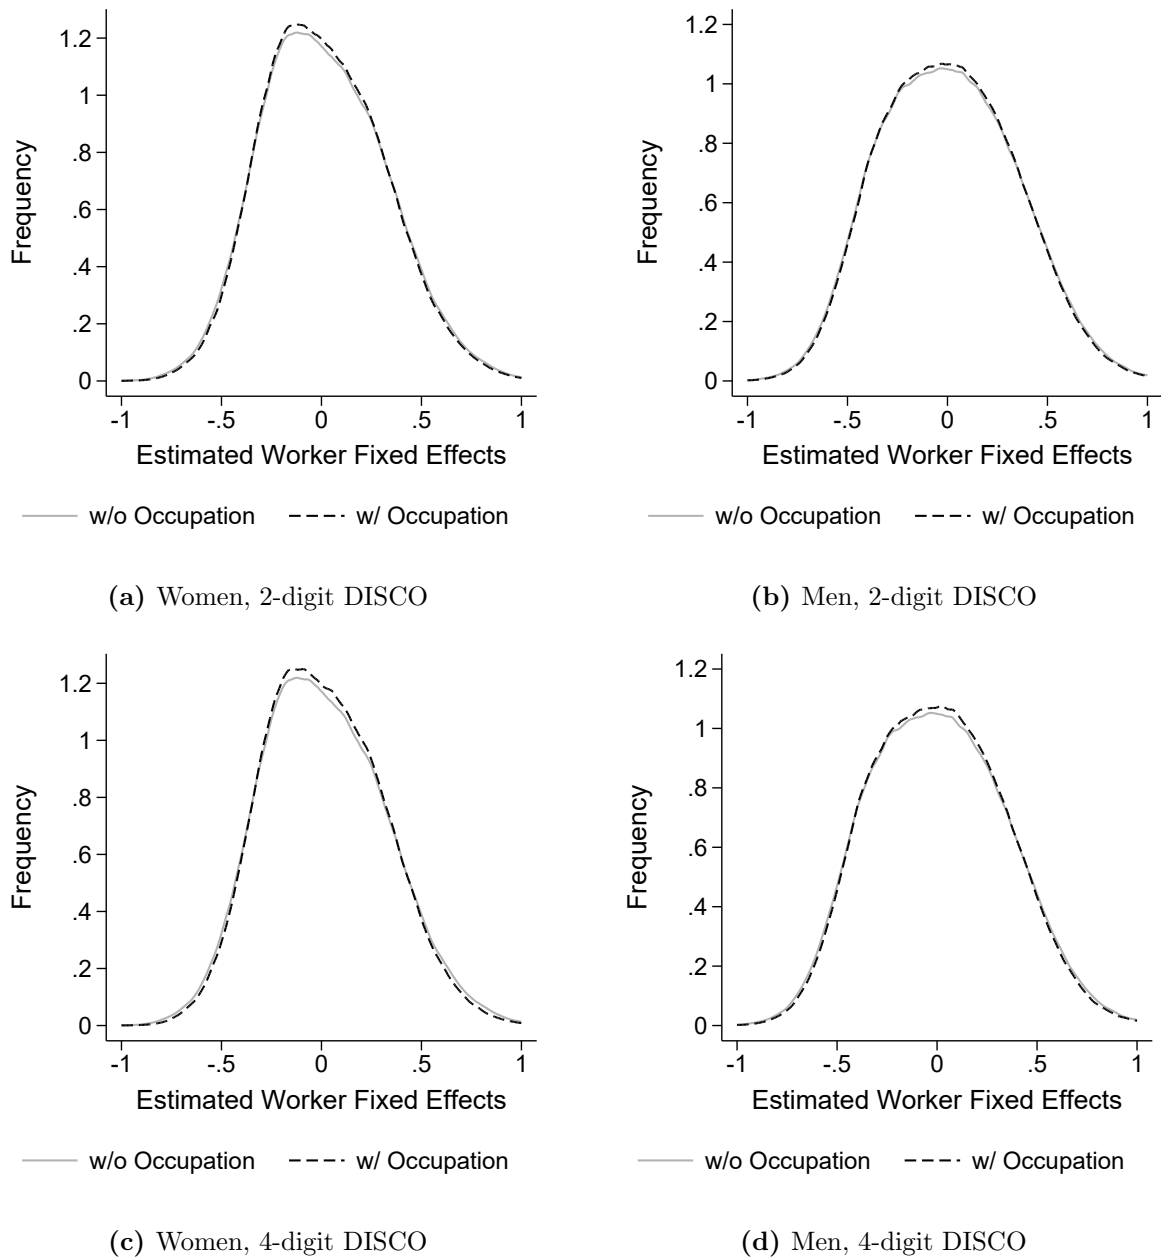 1.2
1
.8
.6
.4
.2
0
Frequency
-1 -.5 0 .5 1
Estimated Worker Fixed Effects
w/o Occupation w/ Occupation
(a) Women, 2-digit DISCO
1.2
1
.8
.6
.4
.2
0
Frequency
-1 -.5 0 .5 1
Estimated Worker Fixed Effects
w/o Occupation w/ Occupation
(b) Men, 2-digit DISCO
1.2
1
.8
.6
.4
.2
0
Frequency
-1 -.5 0 .5 1
Estimated Worker Fixed Effects
w/o Occupation w/ Occupation
(c) Women, 4-digit DISCO
1.2
1
.8
.6
.4
.2
0
Frequency
-1 -.5 0 .5 1
Estimated Worker Fixed Effects
w/o Occupation w/ Occupation
(d) Men, 4-digit DISCO